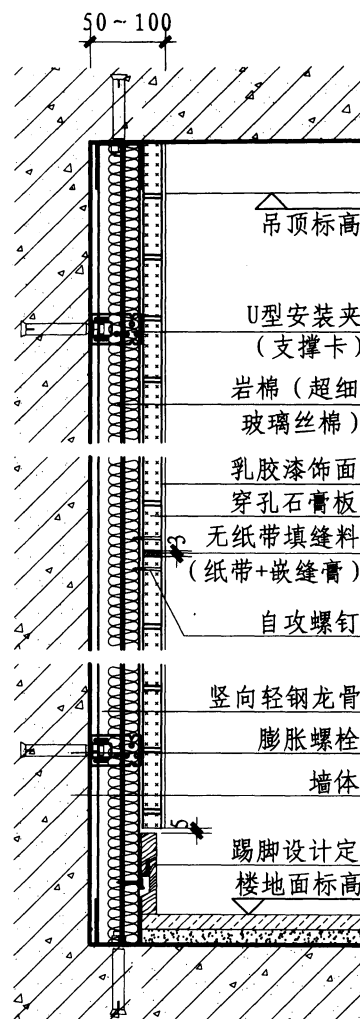 50～100
吊顶标高
U型安装夹
（支撑卡）
岩棉（超细
玻璃丝棉）
乳胶漆饰面
穿孔石膏板
3
无纸带填缝料
（纸带+嵌缝膏）
自攻螺钉
竖向轻钢龙骨
膨胀螺栓
墙体
5
踢脚设计定
楼地面标高